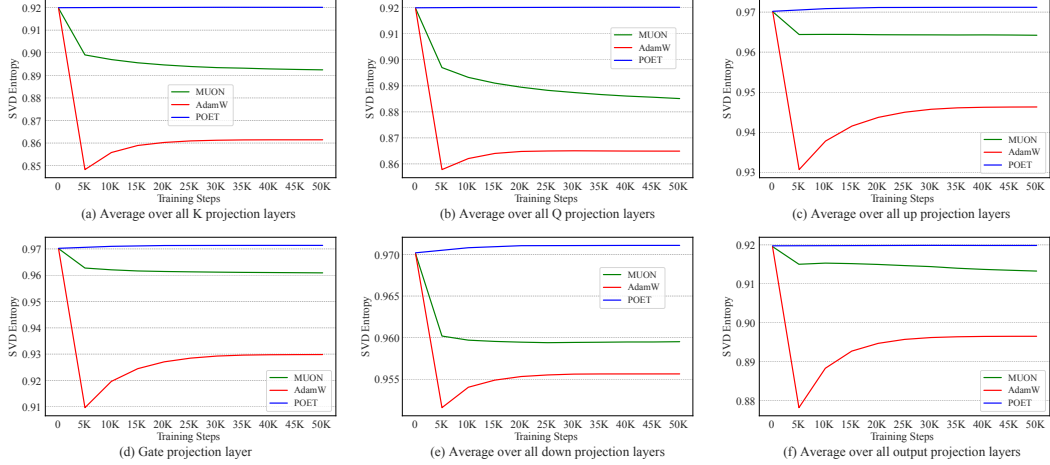 0.92
0.91
0.90
0.89
0.88
0.87
0.86
0.85
SVD Entropy
MUON
AdamW
POET
0 5K 10K 15K 20K 25K 30K 35K 40K 45K 50K
Training Steps
(a) Average over all K projection layers
0.92
0.91
0.90
0.89
0.88
0.87
0.86
SVD Entropy
MUON
AdamW
POET
0 5K 10K 15K 20K 25K 30K 35K 40K 45K 50K
Training Steps
(b) Average over all Q projection layers
0.97
0.96
0.95
0.94
0.93
SVD Entropy
MUON
AdamW
POET
0 5K 10K 15K 20K 25K 30K 35K 40K 45K 50K
Training Steps
(c) Average over all up projection layers
0.97
0.96
0.95
0.94
0.93
0.92
0.91
SVD Entropy
MUON
AdamW
POET
0 5K 10K 15K 20K 25K 30K 35K 40K 45K 50K
Training Steps
(d) Gate projection layer
0.970
0.965
0.960
0.955
SVD Entropy
MUON
AdamW
POET
0 5K 10K 15K 20K 25K 30K 35K 40K 45K 50K
Training Steps
(e) Average over all down projection layers
0.92
0.91
0.90
0.89
0.88
SVD Entropy
MUON
AdamW
POET
0 5K 10K 15K 20K 25K 30K 35K 40K 45K 50K
Training Steps
(f) Average over all output projection layers